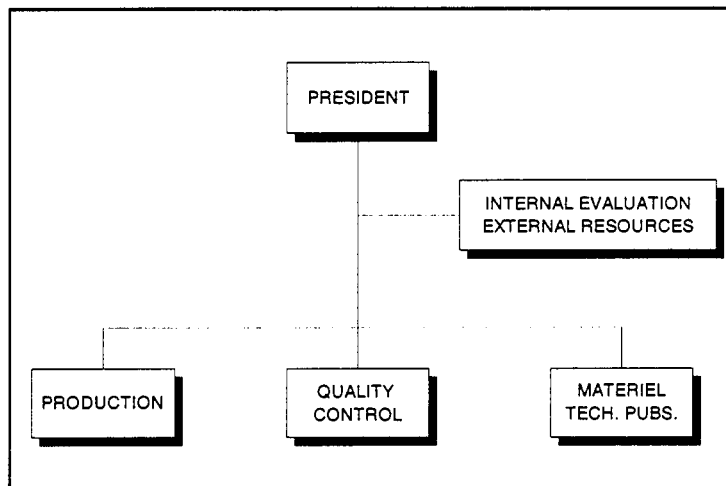 PRESIDENT
INTERNAL EVALUATION
EXTERNAL RESOURCES
PRODUCTION
QUALITY
CONTROL
MATERIEL
TECH. PUBS.